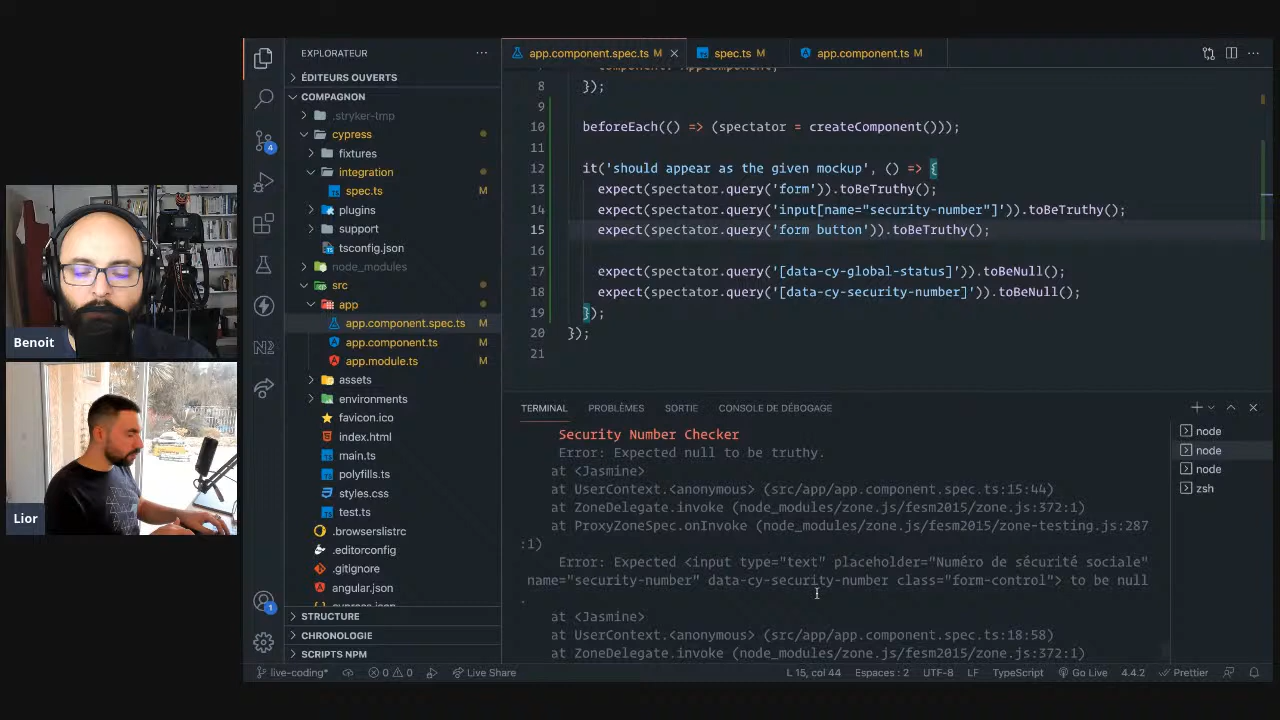 EXPLORATEUR
ÉDITEURS OUVERTS
COMPAGNON
.stryker-tmp
cypress
fixtures
integration
spec.ts M
plugins
support
tsconfig.json
node_modules
src
app
app.component.spec.ts M
app.component.ts M
app.module.ts M
assets
environments
favicon.ico
index.html
main.ts
polyfills.ts
styles.css
test.ts
.browserslistrc
.editorconfig
.gitignore
angular.json
cypress.json
STRUCTURE
CHRONOLOGIE
SCRIPTS NPM
4
1
Benoit
Lior
app.component.spec.ts M
spec.ts M
app.component.ts M
component: AppComponent,
8 });
9
10 beforeEach(() => (spectator = createComponent()));
11
12 it('should appear as the given mockup', () => {
13 expect(spectator.query('form')).toBeTruthy();
14 expect(spectator.query('input[name="security-number"]')).toBeTruthy();
15 expect(spectator.query('form button')).toBeTruthy();
16
17 expect(spectator.query('[data-cy-global-status]')).toBeNull();
18 expect(spectator.query('[data-cy-security-number]')).toBeNull();
19 });
20 });
21
TERMINAL PROBLÈMES SORTIE CONSOLE DE DÉBOGAGE
Security Number Checker
Error: Expected null to be truthy.
at <Jasmine>
at UserContext.<anonymous> (src/app/app.component.spec.ts:15:44)
at ZoneDelegate.invoke (node_modules/zone.js/fesm2015/zone.js:372:1)
at ProxyZoneSpec.onInvoke (node_modules/zone.js/fesm2015/zone-testing.js:287
:1)
Error: Expected <input type="text" placeholder="Numéro de sécurité sociale"
name="security-number" data-cy-security-number class="form-control"> to be null
.
at <Jasmine>
at UserContext.<anonymous> (src/app/app.component.spec.ts:18:58)
at ZoneDelegate.invoke (node_modules/zone.js/fesm2015/zone.js:372:1)
node
node
node
zsh
live-coding* 0 0 Live Share L 15, col 44 Espaces : 2 UTF-8 LF TypeScript Go Live 4.4.2 Prettier